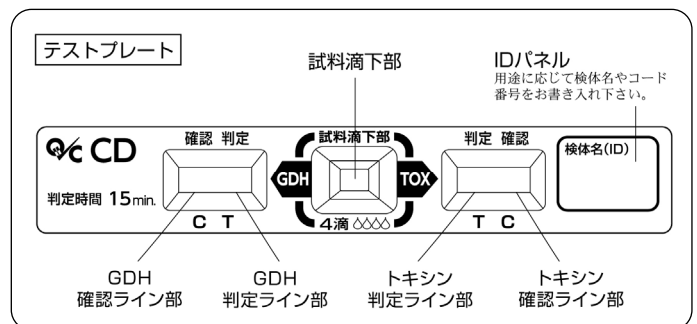 テストプレート
試料滴下部
IDパネル
用途に応じて検体名やコード
番号をお書き入れ下さい。
Q/C CD
確認 判定
試料滴下部
判定 確認
検体名(ID)
GDH
TOX
判定時間 15min.
C T
4滴
T C
GDH
確認ライン部
GDH
判定ライン部
トキシン
判定ライン部
トキシン
確認ライン部